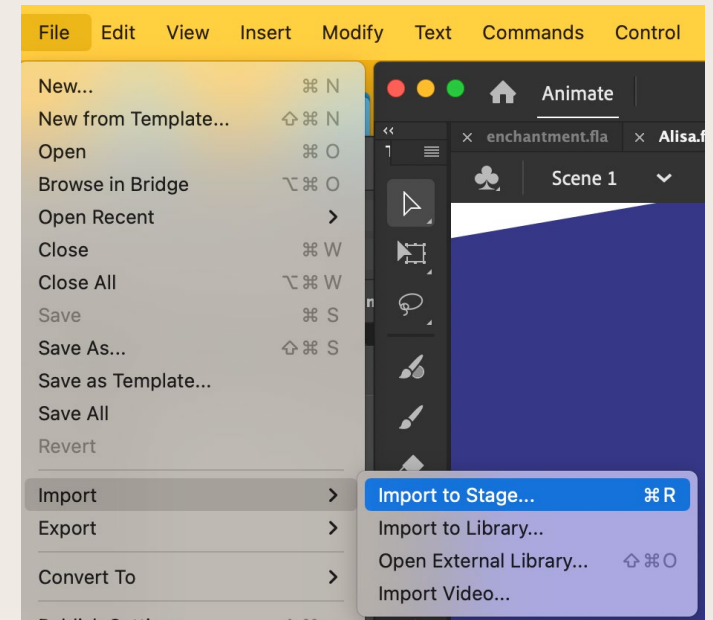 File Edit View Insert Modify Text Commands Control
New... ⌘ N
New from Template... ⇧ ⌘ N
Open ⌘ O
Browse in Bridge ⌥ ⌘ O
Open Recent >
Close ⌘ W
Close All ⌥ ⌘ W
Save ⌘ S
Save As... ⇧ ⌘ S
Save as Template...
Save All
Revert
Import >
Export >
Convert To >
Animate
× enchantment.fla × Alisa.f
Scene 1
Import to Stage... ⌘R
Import to Library...
Open External Library... ⇧⌘O
Import Video...